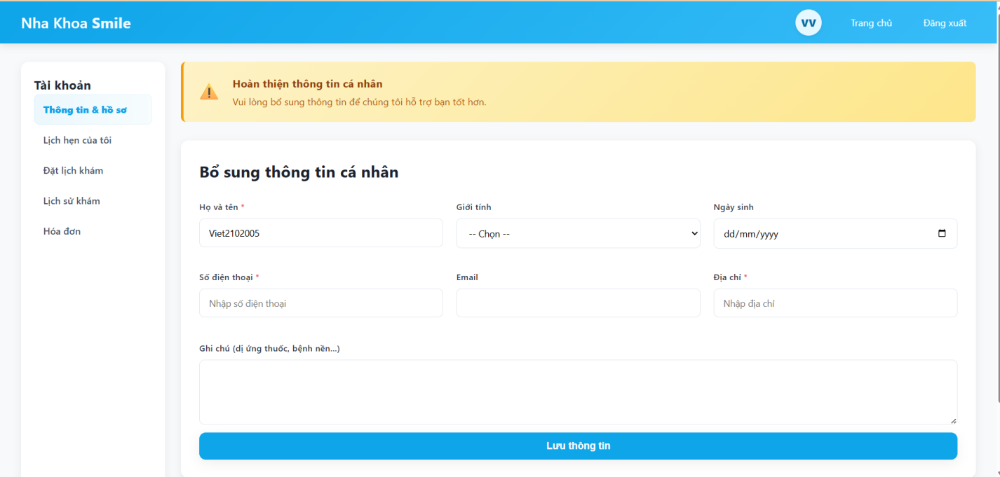 Nha Khoa Smile
VV
Trang chủ
Đăng xuất
Tài khoản
Thông tin & hồ sơ
Lịch hẹn của tôi
Đặt lịch khám
Lịch sử khám
Hóa đơn
Hoàn thiện thông tin cá nhân
Vui lòng bổ sung thông tin để chúng tôi hỗ trợ bạn tốt hơn.
Bổ sung thông tin cá nhân
Họ và tên *
Giới tính
Ngày sinh
Viet2102005
-- Chọn --
dd/mm/yyyy
Số điện thoại *
Email
Địa chỉ *
Nhập số điện thoại
Nhập địa chỉ
Ghi chú (dị ứng thuốc, bệnh nền...)
Lưu thông tin